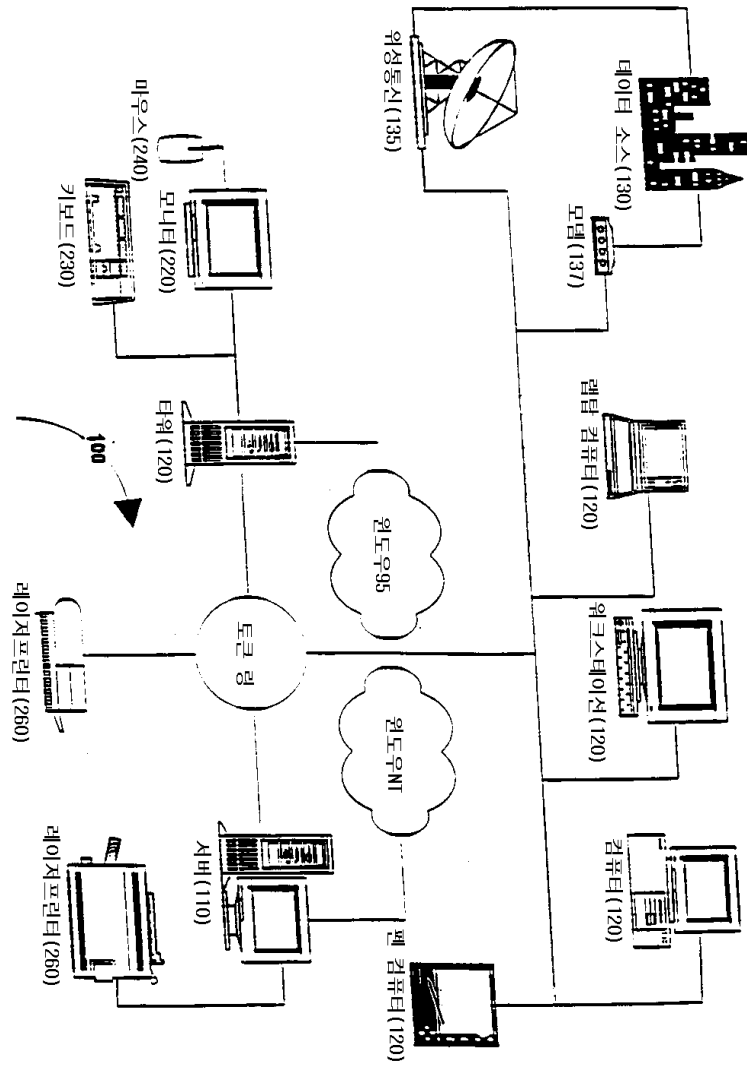 데이터 소스(130)
모뎀(137)
랩탑 컴퓨터(120)
워크스테이션(120)
컴퓨터(120)
위성통신(135)
윈도우95
윈도우NT
펜 컴퓨터(120)
마우스(240)
모니터(220)
키보드(230)
타워(120)
토큰 링
서버(110)
100
레이저프린터(260)
레이저프린터(260)